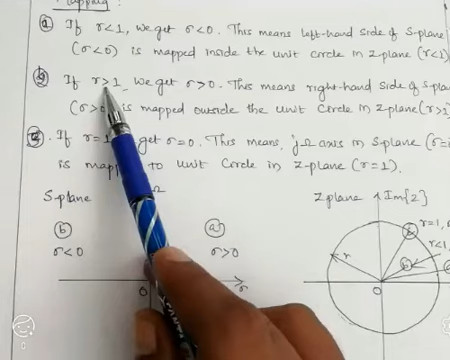 Mapping:
(a) If r<1, we get σ<0. This means left-hand side of S-plane
(σ<0) is mapped inside the unit circle in Z-plane (r<1)
(b) If r>1, we get σ>0. This means right-hand side of S-pla
(σ>0 is mapped outside the unit circle in Z-plane (r>1)
. If r=1 get σ=0. This means, jΩ axis in S-plane (σ=
is mapp to unit circle in Z-plane (r=1).
S-plane Ω Z plane Im{Z}
(b) (a) r=1,
σ<0 σ>0 r<1,
r
0 σ 0